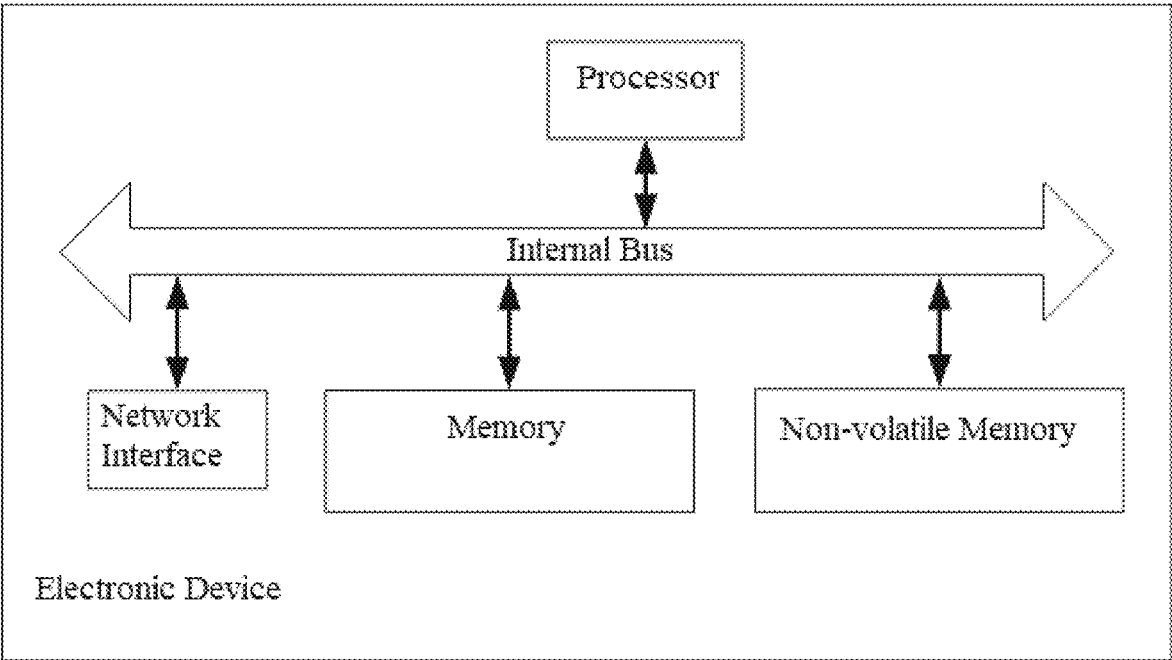 Processor
Internal Bus
Network
Interface
Memory
Non-volatile Memory
Electronic Device